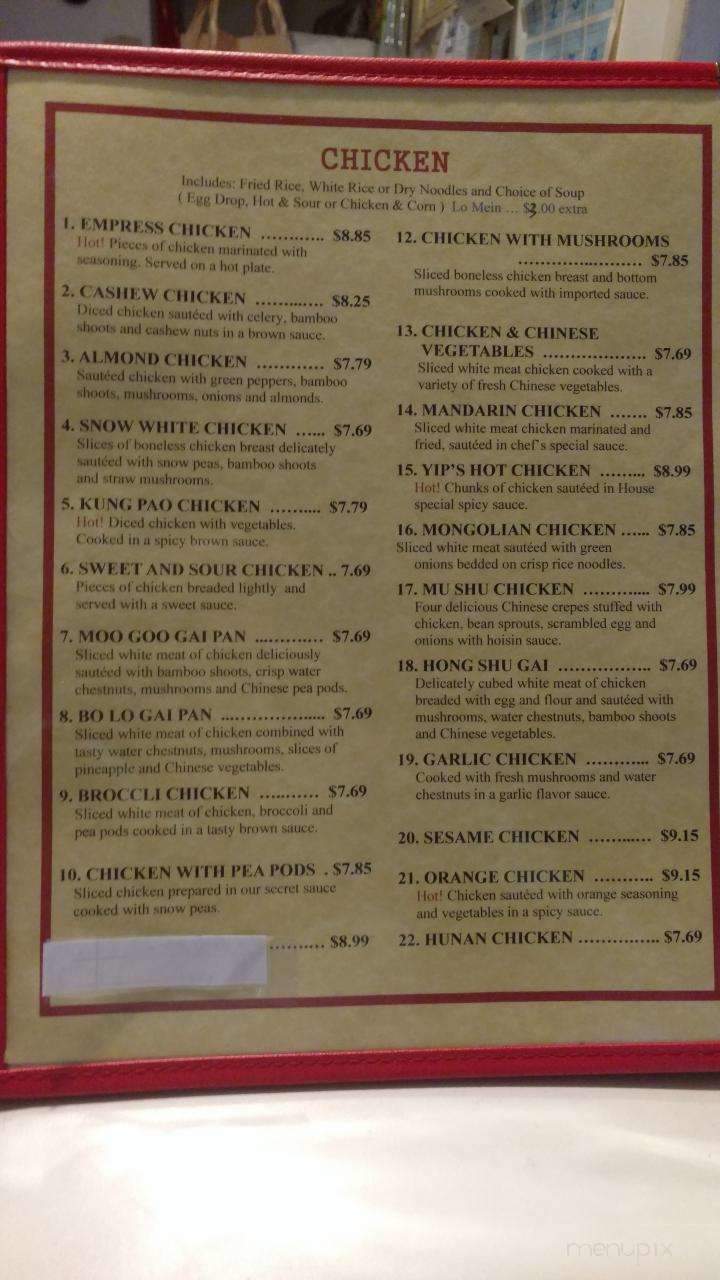 CHICKEN
Includes: Fried Rice, White Rice or Dry Noodles and Choice of Soup
( Egg Drop, Hot & Sour or Chicken & Corn ) Lo Mein ... $3.00 extra
1. EMPRESS CHICKEN ............ $8.85
Hot! Pieces of chicken marinated with
seasoning. Served on a hot plate.
2. CASHEW CHICKEN ............ $8.25
Diced chicken sautéed with celery, bamboo
shoots and cashew nuts in a brown sauce.
3. ALMOND CHICKEN ............ $7.79
Sautéed chicken with green peppers, bamboo
shoots, mushrooms, onions and almonds.
4. SNOW WHITE CHICKEN ...... $7.69
Slices of boneless chicken breast delicately
sautéed with snow peas, bamboo shoots
and straw mushrooms.
5. KUNG PAO CHICKEN .......... $7.79
Hot! Diced chicken with vegetables.
Cooked in a spicy brown sauce.
6. SWEET AND SOUR CHICKEN .. 7.69
Pieces of chicken breaded lightly and
served with a sweet sauce.
7. MOO GOO GAI PAN ............ $7.69
Sliced white meat of chicken deliciously
sautéed with bamboo shoots, crisp water
chestnuts, mushrooms and Chinese pea pods.
8. BO LO GAI PAN .................... $7.69
Sliced white meat of chicken combined with
tasty water chestnuts, mushrooms, slices of
pineapple and Chinese vegetables.
9. BROCCLI CHICKEN ........... $7.69
Sliced white meat of chicken, broccoli and
pea pods cooked in a tasty brown sauce.
10. CHICKEN WITH PEA PODS . $7.85
Sliced chicken prepared in our secret sauce
cooked with snow peas.
.......... $8.99
12. CHICKEN WITH MUSHROOMS
....................... $7.85
Sliced boneless chicken breast and bottom
mushrooms cooked with imported sauce.
13. CHICKEN & CHINESE
VEGETABLES ................... $7.69
Sliced white meat chicken cooked with a
variety of fresh Chinese vegetables.
14. MANDARIN CHICKEN ....... $7.85
Sliced white meat chicken marinated and
fried, sautéed in chef's special sauce.
15. YIP'S HOT CHICKEN ......... $8.99
Hot! Chunks of chicken sautéed in House
special spicy sauce.
16. MONGOLIAN CHICKEN ...... $7.85
Sliced white meat sautéed with green
onions bedded on crisp rice noodles.
17. MU SHU CHICKEN ............ $7.99
Four delicious Chinese crepes stuffed with
chicken, bean sprouts, scrambled egg and
onions with hoisin sauce.
18. HONG SHU GAI ................. $7.69
Delicately cubed white meat of chicken
breaded with egg and flour and sautéed with
mushrooms, water chestnuts, bamboo shoots
and Chinese vegetables.
19. GARLIC CHICKEN ............ $7.69
Cooked with fresh mushrooms and water
chestnuts in a garlic flavor sauce.
20. SESAME CHICKEN ............ $9.15
21. ORANGE CHICKEN ........... $9.15
Hot! Chicken sautéed with orange seasoning
and vegetables in a spicy sauce.
22. HUNAN CHICKEN ............... $7.69
menupix